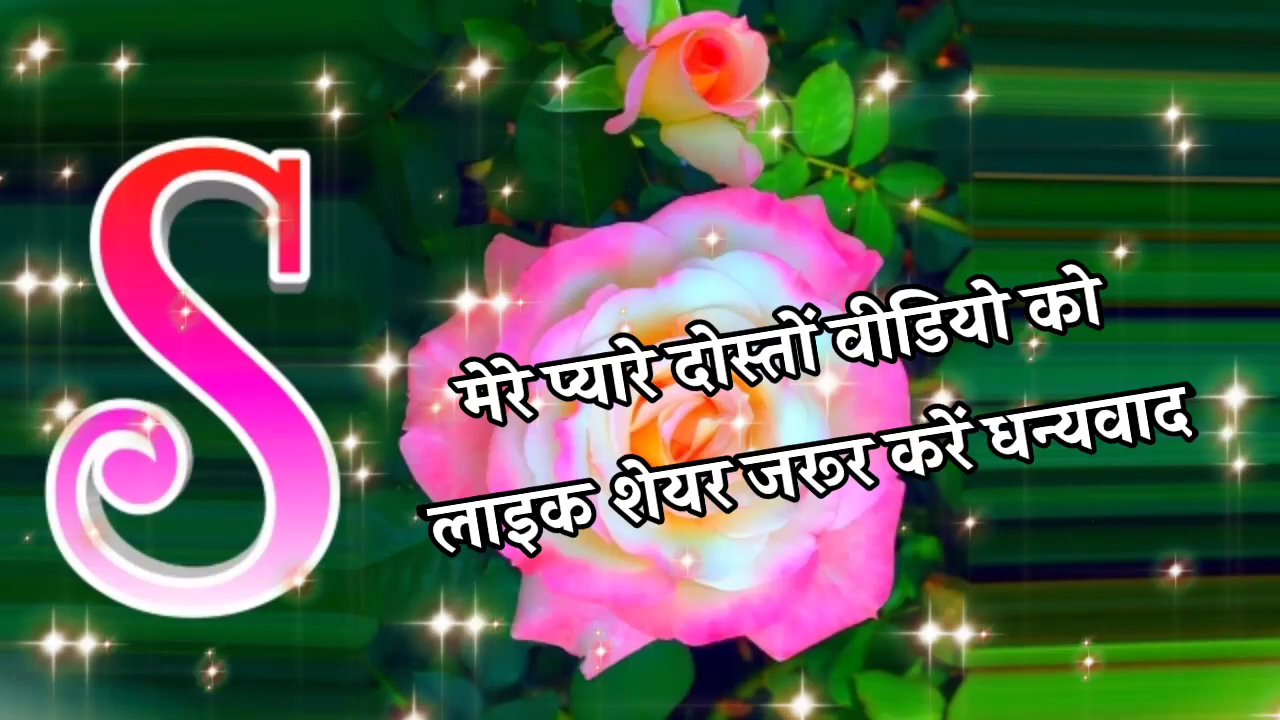 S
मेरे प्यारे दोस्तों वीडियो को
लाइक शेयर जरूर करें धन्यवाद